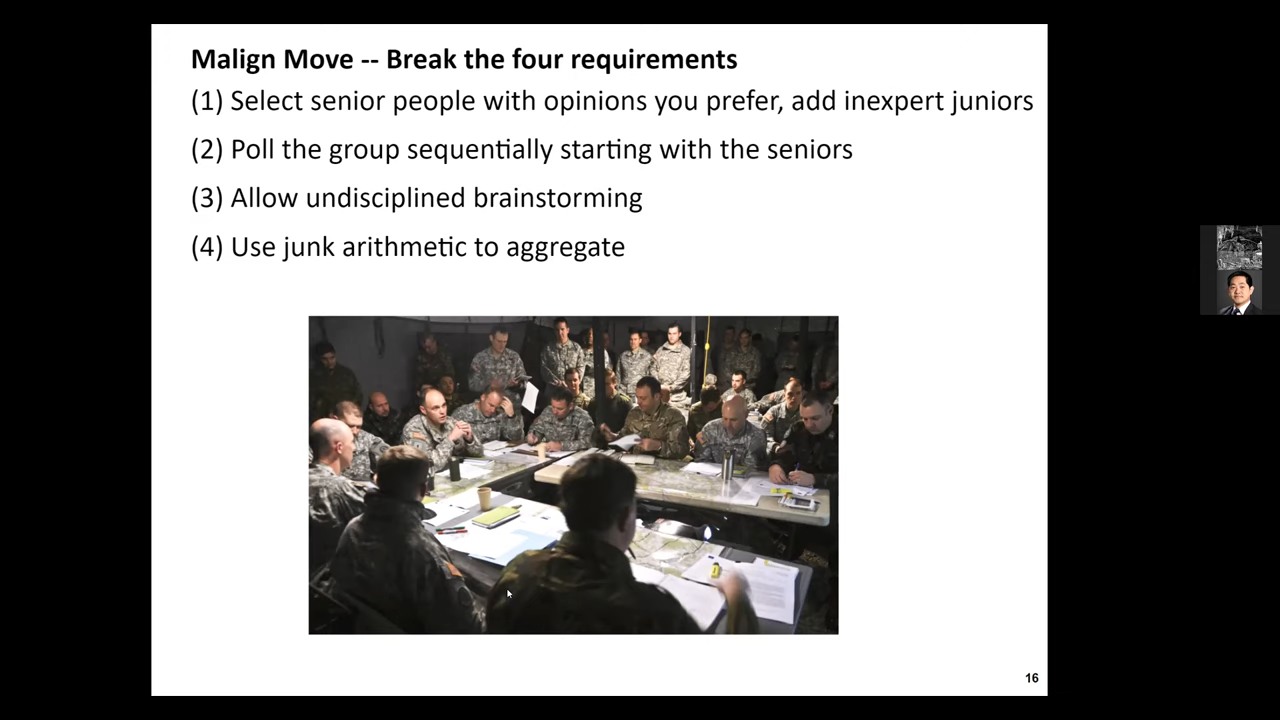 Malign Move -- Break the four requirements
(1) Select senior people with opinions you prefer, add inexpert juniors
(2) Poll the group sequentially starting with the seniors
(3) Allow undisciplined brainstorming
(4) Use junk arithmetic to aggregate
16